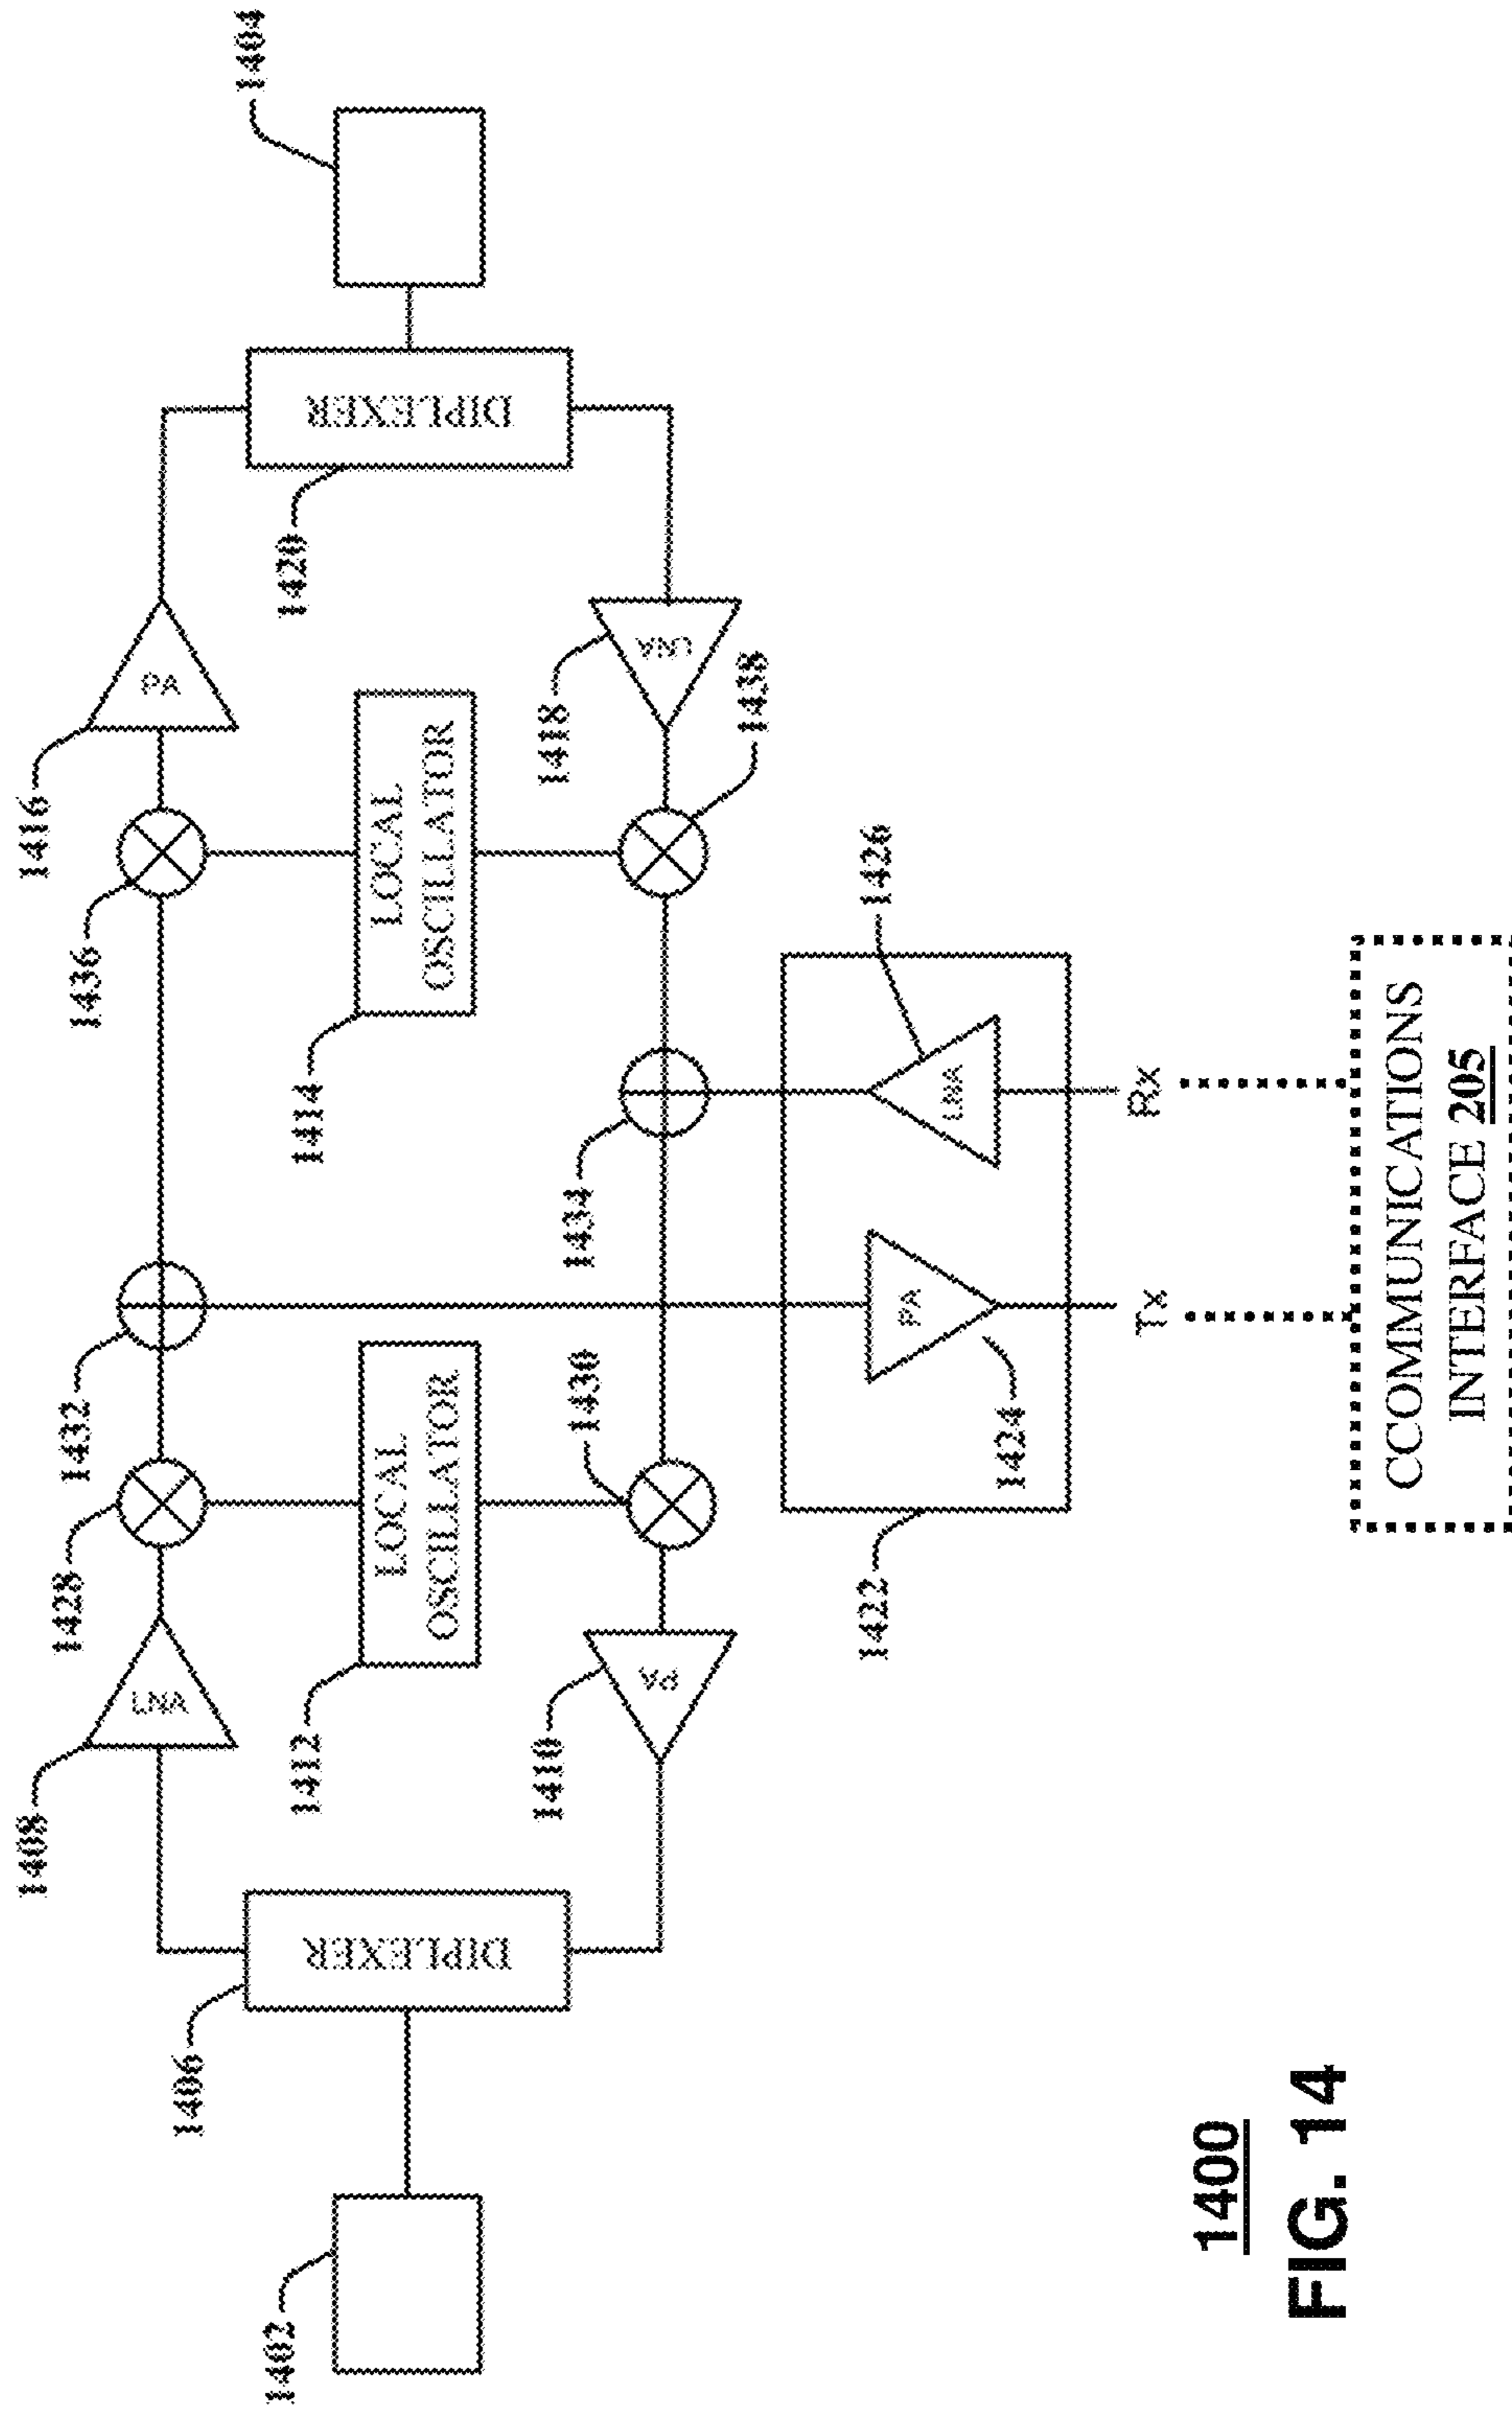 1404
1416
PA
1436
1420
DIPLEXER
LOCAL
OSCILLATOR
1414
1418
LNA
1438
1432
1434
1426
LNA
Rx
1428
LOCAL
OSCILLATOR
1412
1430
PA
1424
Tx
1422
CCOMMUNICATIONS
INTERFACE 205
1408
LNA
1410
PA
1406
DIPLEXER
1402
1400
FIG. 14